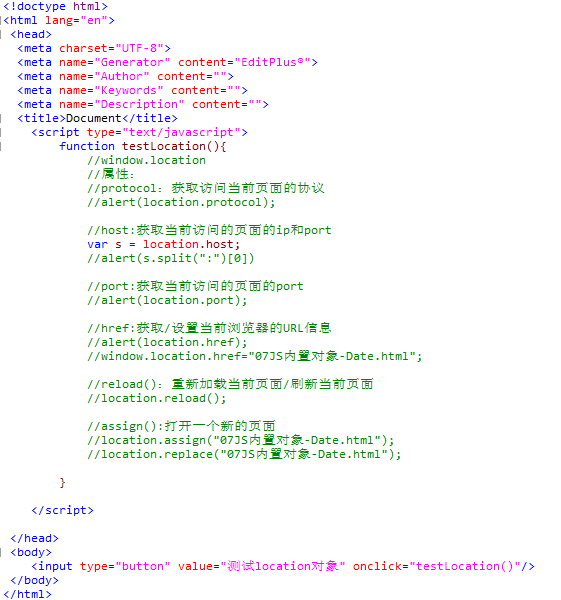 <!doctype html>
<html lang="en">
<head>
<meta charset="UTF-8">
<meta name="Generator" content="EditPlus®">
<meta name="Author" content="">
<meta name="Keywords" content="">
<meta name="Description" content="">
<title>Document</title>
<script type="text/javascript">
function testLocation(){
//window.location
//属性：
//protocol：获取访问当前页面的协议
//alert(location.protocol);
//host:获取当前访问的页面的ip和port
var s = location.host;
//alert(s.split(":")[0])
//port:获取当前访问的页面的port
//alert(location.port);
//href:获取/设置当前浏览器的URL信息
//alert(location.href);
//window.location.href="07JS内置对象-Date.html";
//reload()：重新加载当前页面/刷新当前页面
//location.reload();
//assign():打开一个新的页面
//location.assign("07JS内置对象-Date.html");
//location.replace("07JS内置对象-Date.html");
}
</script>
</head>
<body>
<input type="button" value="测试location对象" onclick="testLocation()"/>
</body>
</html>